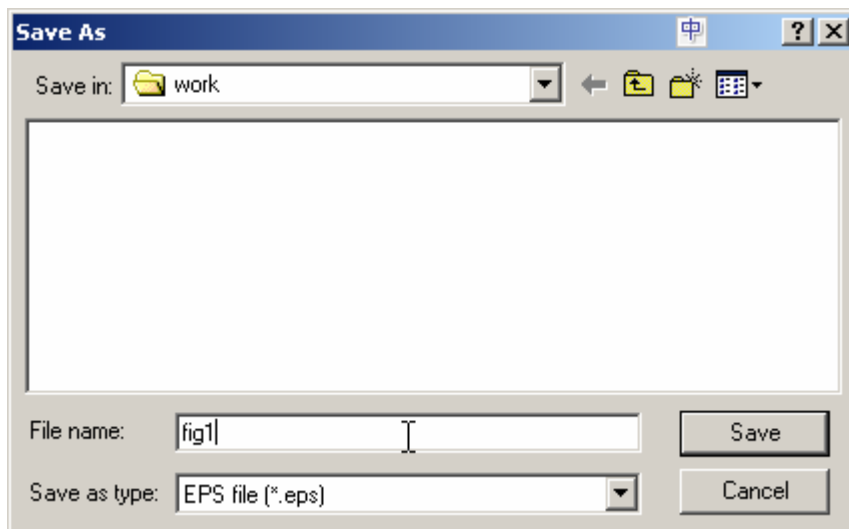 Save As 中 ?
Save in: work
File name: fig1 Save
Save as type: EPS file (*.eps) Cancel